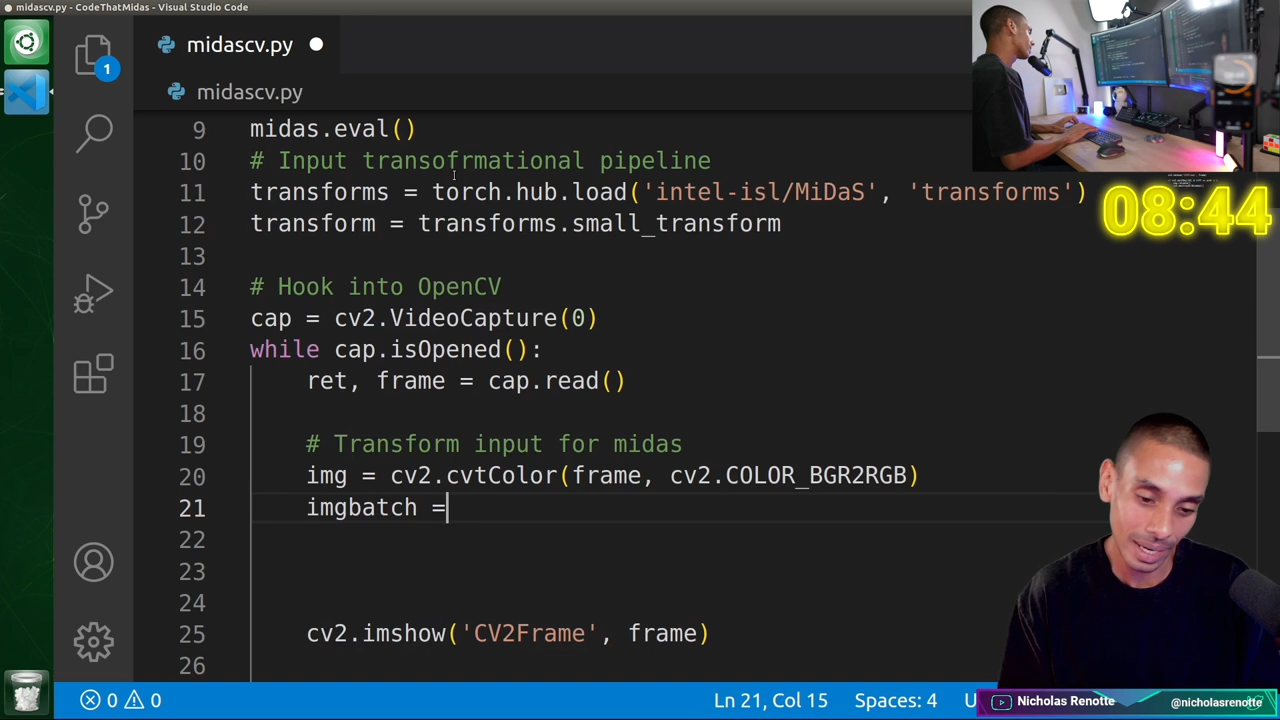 midascv.py - CodeThatMidas - Visual Studio Code
midascv.py
1
midascv.py
08:44
9 midas.eval()
10 # Input transofrmational pipeline
11 transforms = torch.hub.load('intel-isl/MiDaS', 'transforms')
12 transform = transforms.small_transform
13
14 # Hook into OpenCV
15 cap = cv2.VideoCapture(0)
16 while cap.isOpened():
17 ret, frame = cap.read()
18
19 # Transform input for midas
20 img = cv2.cvtColor(frame, cv2.COLOR_BGR2RGB)
21 imgbatch =
22
23
24
25 cv2.imshow('CV2Frame', frame)
26
0 0
Ln 21, Col 15
Spaces: 4
Nicholas Renotte
@nicholasrenotte